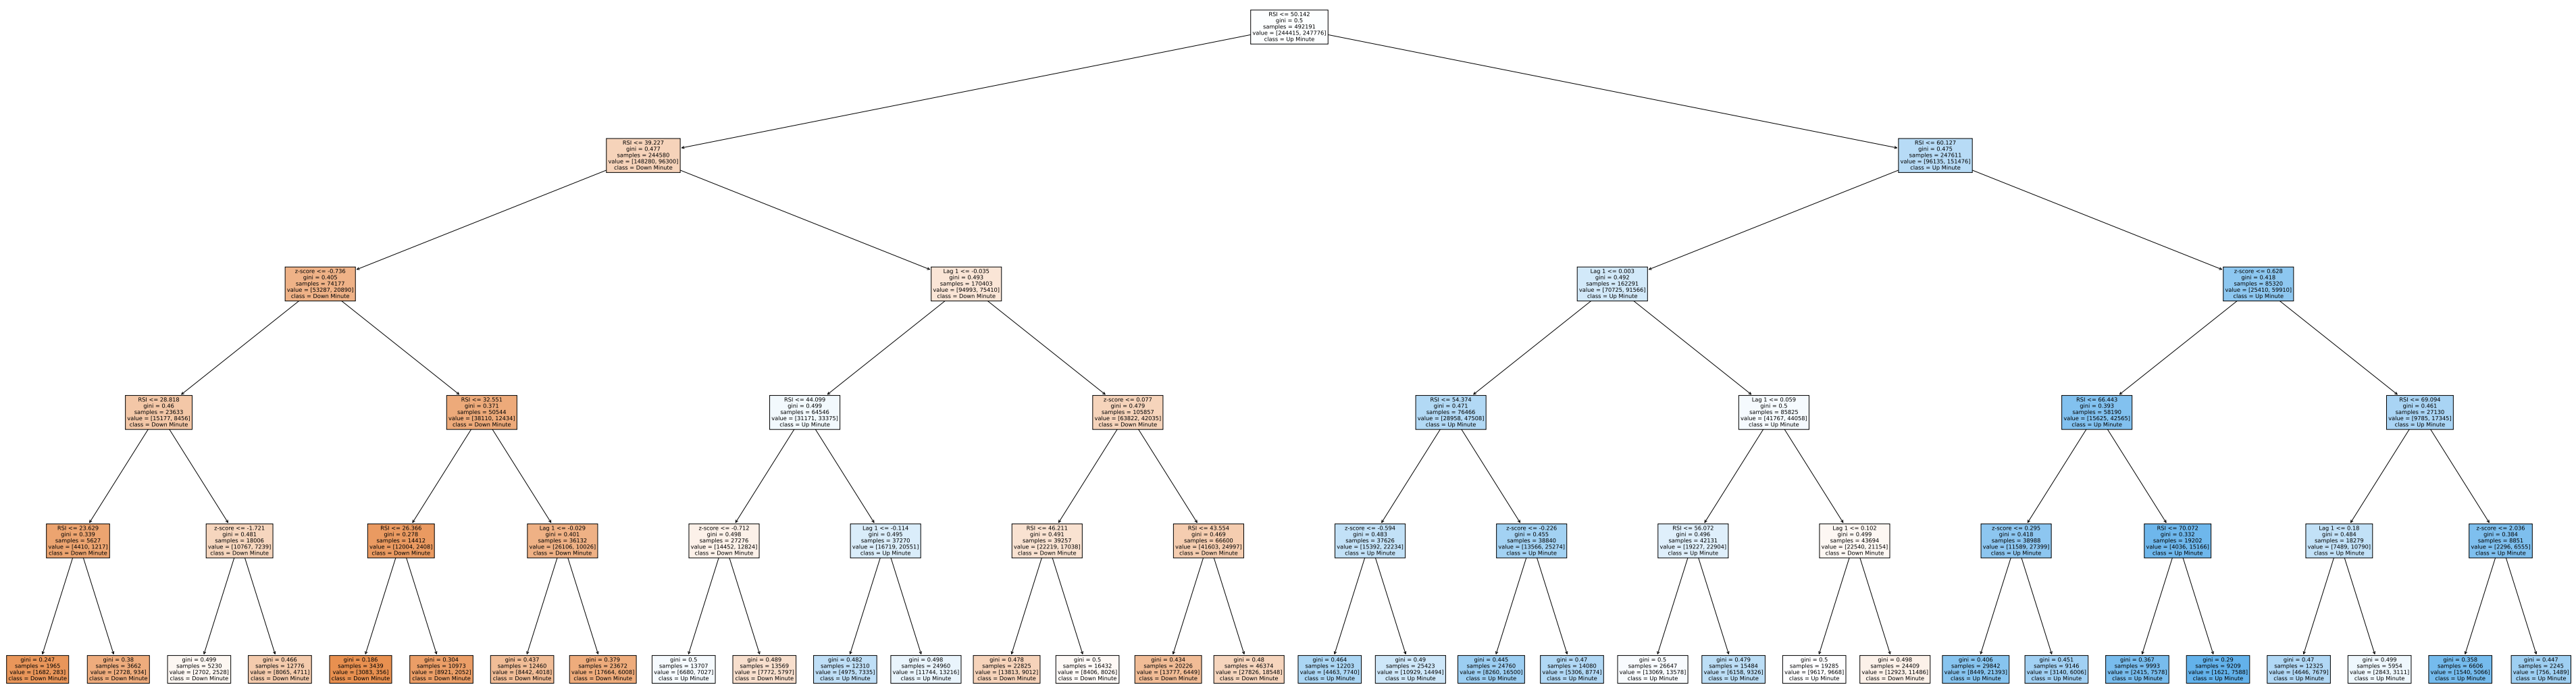 RSI <= 50.142
gini = 0.5
samples = 492191
value = [244415, 247776]
class = Up Minute
RSI <= 39.227
gini = 0.477
samples = 244580
value = [148280, 96300]
class = Down Minute
RSI <= 60.127
gini = 0.475
samples = 247611
value = [96135, 151476]
class = Up Minute
z-score <= -0.736
gini = 0.405
samples = 74177
value = [53287, 20890]
class = Down Minute
Lag 1 <= -0.035
gini = 0.493
samples = 170403
value = [94993, 75410]
class = Down Minute
Lag 1 <= 0.003
gini = 0.492
samples = 162291
value = [70725, 91566]
class = Up Minute
z-score <= 0.628
gini = 0.418
samples = 85320
value = [25410, 59910]
class = Up Minute
RSI <= 28.818
gini = 0.46
samples = 23633
value = [15177, 8456]
class = Down Minute
RSI <= 32.551
gini = 0.371
samples = 50544
value = [38110, 12434]
class = Down Minute
RSI <= 44.099
gini = 0.499
samples = 64546
value = [31171, 33375]
class = Up Minute
z-score <= 0.077
gini = 0.479
samples = 105857
value = [63822, 42035]
class = Down Minute
RSI <= 54.374
gini = 0.471
samples = 76466
value = [28958, 47508]
class = Up Minute
Lag 1 <= 0.059
gini = 0.5
samples = 85825
value = [41767, 44058]
class = Up Minute
RSI <= 66.443
gini = 0.393
samples = 58190
value = [15625, 42565]
class = Up Minute
RSI <= 69.094
gini = 0.461
samples = 27130
value = [9785, 17345]
class = Up Minute
RSI <= 23.629
gini = 0.339
samples = 5627
value = [4410, 1217]
class = Down Minute
z-score <= -1.721
gini = 0.481
samples = 18006
value = [10767, 7239]
class = Down Minute
RSI <= 26.366
gini = 0.278
samples = 14412
value = [12004, 2408]
class = Down Minute
Lag 1 <= -0.029
gini = 0.401
samples = 36132
value = [26106, 10026]
class = Down Minute
z-score <= -0.712
gini = 0.498
samples = 27276
value = [14452, 12824]
class = Down Minute
Lag 1 <= -0.114
gini = 0.495
samples = 37270
value = [16719, 20551]
class = Up Minute
RSI <= 46.211
gini = 0.491
samples = 39257
value = [22219, 17038]
class = Down Minute
RSI <= 43.554
gini = 0.469
samples = 66600
value = [41603, 24997]
class = Down Minute
z-score <= -0.594
gini = 0.483
samples = 37626
value = [15392, 22234]
class = Up Minute
z-score <= -0.226
gini = 0.455
samples = 38840
value = [13566, 25274]
class = Up Minute
RSI <= 56.072
gini = 0.496
samples = 42131
value = [19227, 22904]
class = Up Minute
Lag 1 <= 0.102
gini = 0.499
samples = 43694
value = [22540, 21154]
class = Down Minute
z-score <= 0.295
gini = 0.418
samples = 38988
value = [11589, 27399]
class = Up Minute
RSI <= 70.072
gini = 0.332
samples = 19202
value = [4036, 15166]
class = Up Minute
Lag 1 <= 0.18
gini = 0.484
samples = 18279
value = [7489, 10790]
class = Up Minute
z-score <= 2.036
gini = 0.384
samples = 8851
value = [2296, 6555]
class = Up Minute
gini = 0.247
samples = 1965
value = [1682, 283]
class = Down Minute
gini = 0.38
samples = 3662
value = [2728, 934]
class = Down Minute
gini = 0.499
samples = 5230
value = [2702, 2528]
class = Down Minute
gini = 0.466
samples = 12776
value = [8065, 4711]
class = Down Minute
gini = 0.186
samples = 3439
value = [3083, 356]
class = Down Minute
gini = 0.304
samples = 10973
value = [8921, 2052]
class = Down Minute
gini = 0.437
samples = 12460
value = [8442, 4018]
class = Down Minute
gini = 0.379
samples = 23672
value = [17664, 6008]
class = Down Minute
gini = 0.5
samples = 13707
value = [6680, 7027]
class = Up Minute
gini = 0.489
samples = 13569
value = [7772, 5797]
class = Down Minute
gini = 0.482
samples = 12310
value = [4975, 7335]
class = Up Minute
gini = 0.498
samples = 24960
value = [11744, 13216]
class = Up Minute
gini = 0.478
samples = 22825
value = [13813, 9012]
class = Down Minute
gini = 0.5
samples = 16432
value = [8406, 8026]
class = Down Minute
gini = 0.434
samples = 20226
value = [13777, 6449]
class = Down Minute
gini = 0.48
samples = 46374
value = [27826, 18548]
class = Down Minute
gini = 0.464
samples = 12203
value = [4463, 7740]
class = Up Minute
gini = 0.49
samples = 25423
value = [10929, 14494]
class = Up Minute
gini = 0.445
samples = 24760
value = [8260, 16500]
class = Up Minute
gini = 0.47
samples = 14080
value = [5306, 8774]
class = Up Minute
gini = 0.5
samples = 26647
value = [13069, 13578]
class = Up Minute
gini = 0.479
samples = 15484
value = [6158, 9326]
class = Up Minute
gini = 0.5
samples = 19285
value = [9617, 9668]
class = Up Minute
gini = 0.498
samples = 24409
value = [12923, 11486]
class = Down Minute
gini = 0.406
samples = 29842
value = [8449, 21393]
class = Up Minute
gini = 0.451
samples = 9146
value = [3140, 6006]
class = Up Minute
gini = 0.367
samples = 9993
value = [2415, 7578]
class = Up Minute
gini = 0.29
samples = 9209
value = [1621, 7588]
class = Up Minute
gini = 0.47
samples = 12325
value = [4646, 7679]
class = Up Minute
gini = 0.499
samples = 5954
value = [2843, 3111]
class = Up Minute
gini = 0.358
samples = 6606
value = [1540, 5066]
class = Up Minute
gini = 0.447
samples = 2245
value = [756, 1489]
class = Up Minute